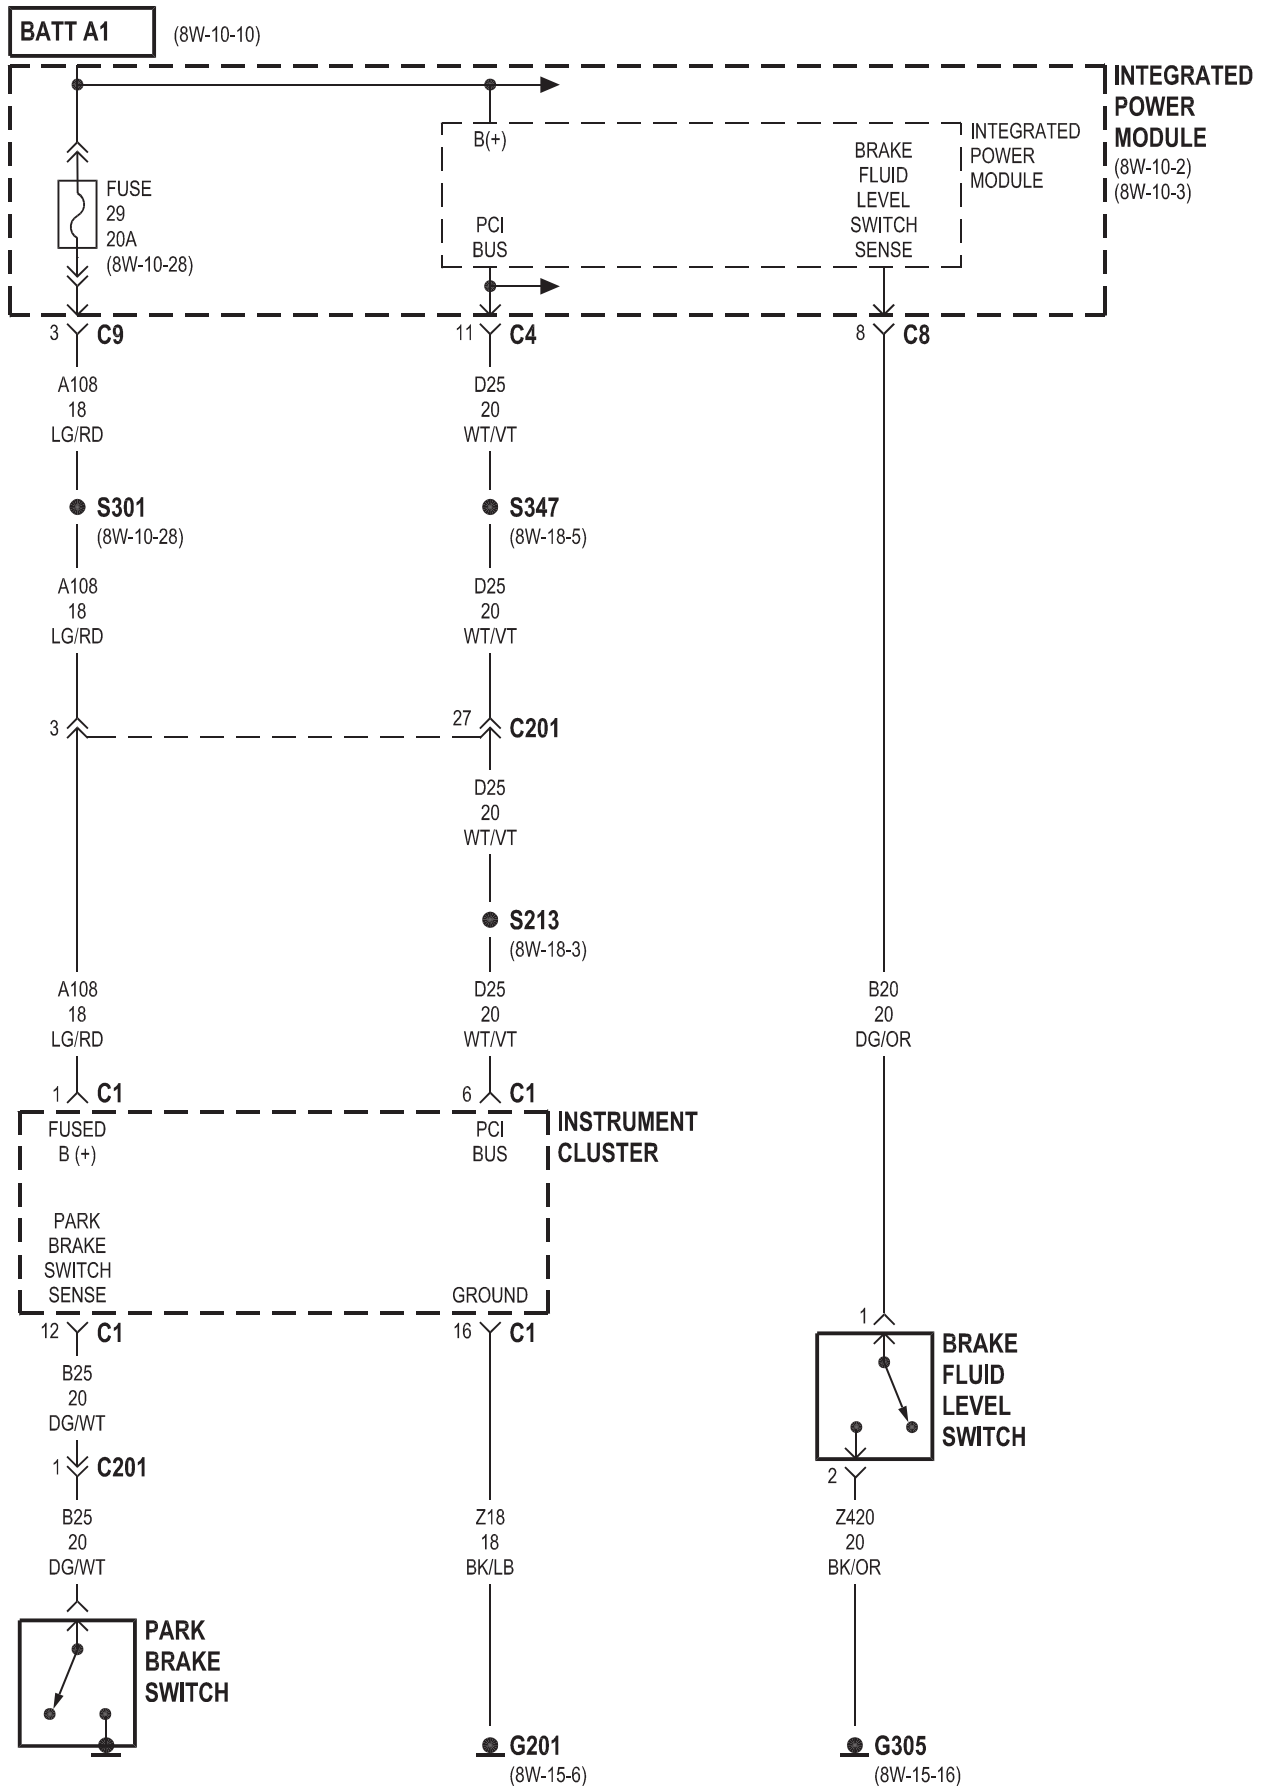 BATT A1
(8W-10-10)
INTEGRATED
POWER
MODULE
(8W-10-2)
(8W-10-3)
B(+)
BRAKE
FLUID
LEVEL
SWITCH
SENSE
INTEGRATED
POWER
MODULE
FUSE
29
20A
(8W-10-28)
PCI
BUS
3
C9
11
C4
8
C8
A108
18
LG/RD
D25
20
WT/VT
S301
(8W-10-28)
S347
(8W-18-5)
A108
18
LG/RD
D25
20
WT/VT
3
27
C201
D25
20
WT/VT
S213
(8W-18-3)
A108
18
LG/RD
D25
20
WT/VT
B20
20
DG/OR
1
C1
6
C1
INSTRUMENT
CLUSTER
FUSED
B (+)
PCI
BUS
PARK
BRAKE
SWITCH
SENSE
GROUND
12
C1
16
C1
1
BRAKE
FLUID
LEVEL
SWITCH
B25
20
DG/WT
1
C201
2
B25
20
DG/WT
Z18
18
BK/LB
Z420
20
BK/OR
PARK
BRAKE
SWITCH
G201
(8W-15-6)
G305
(8W-15-16)